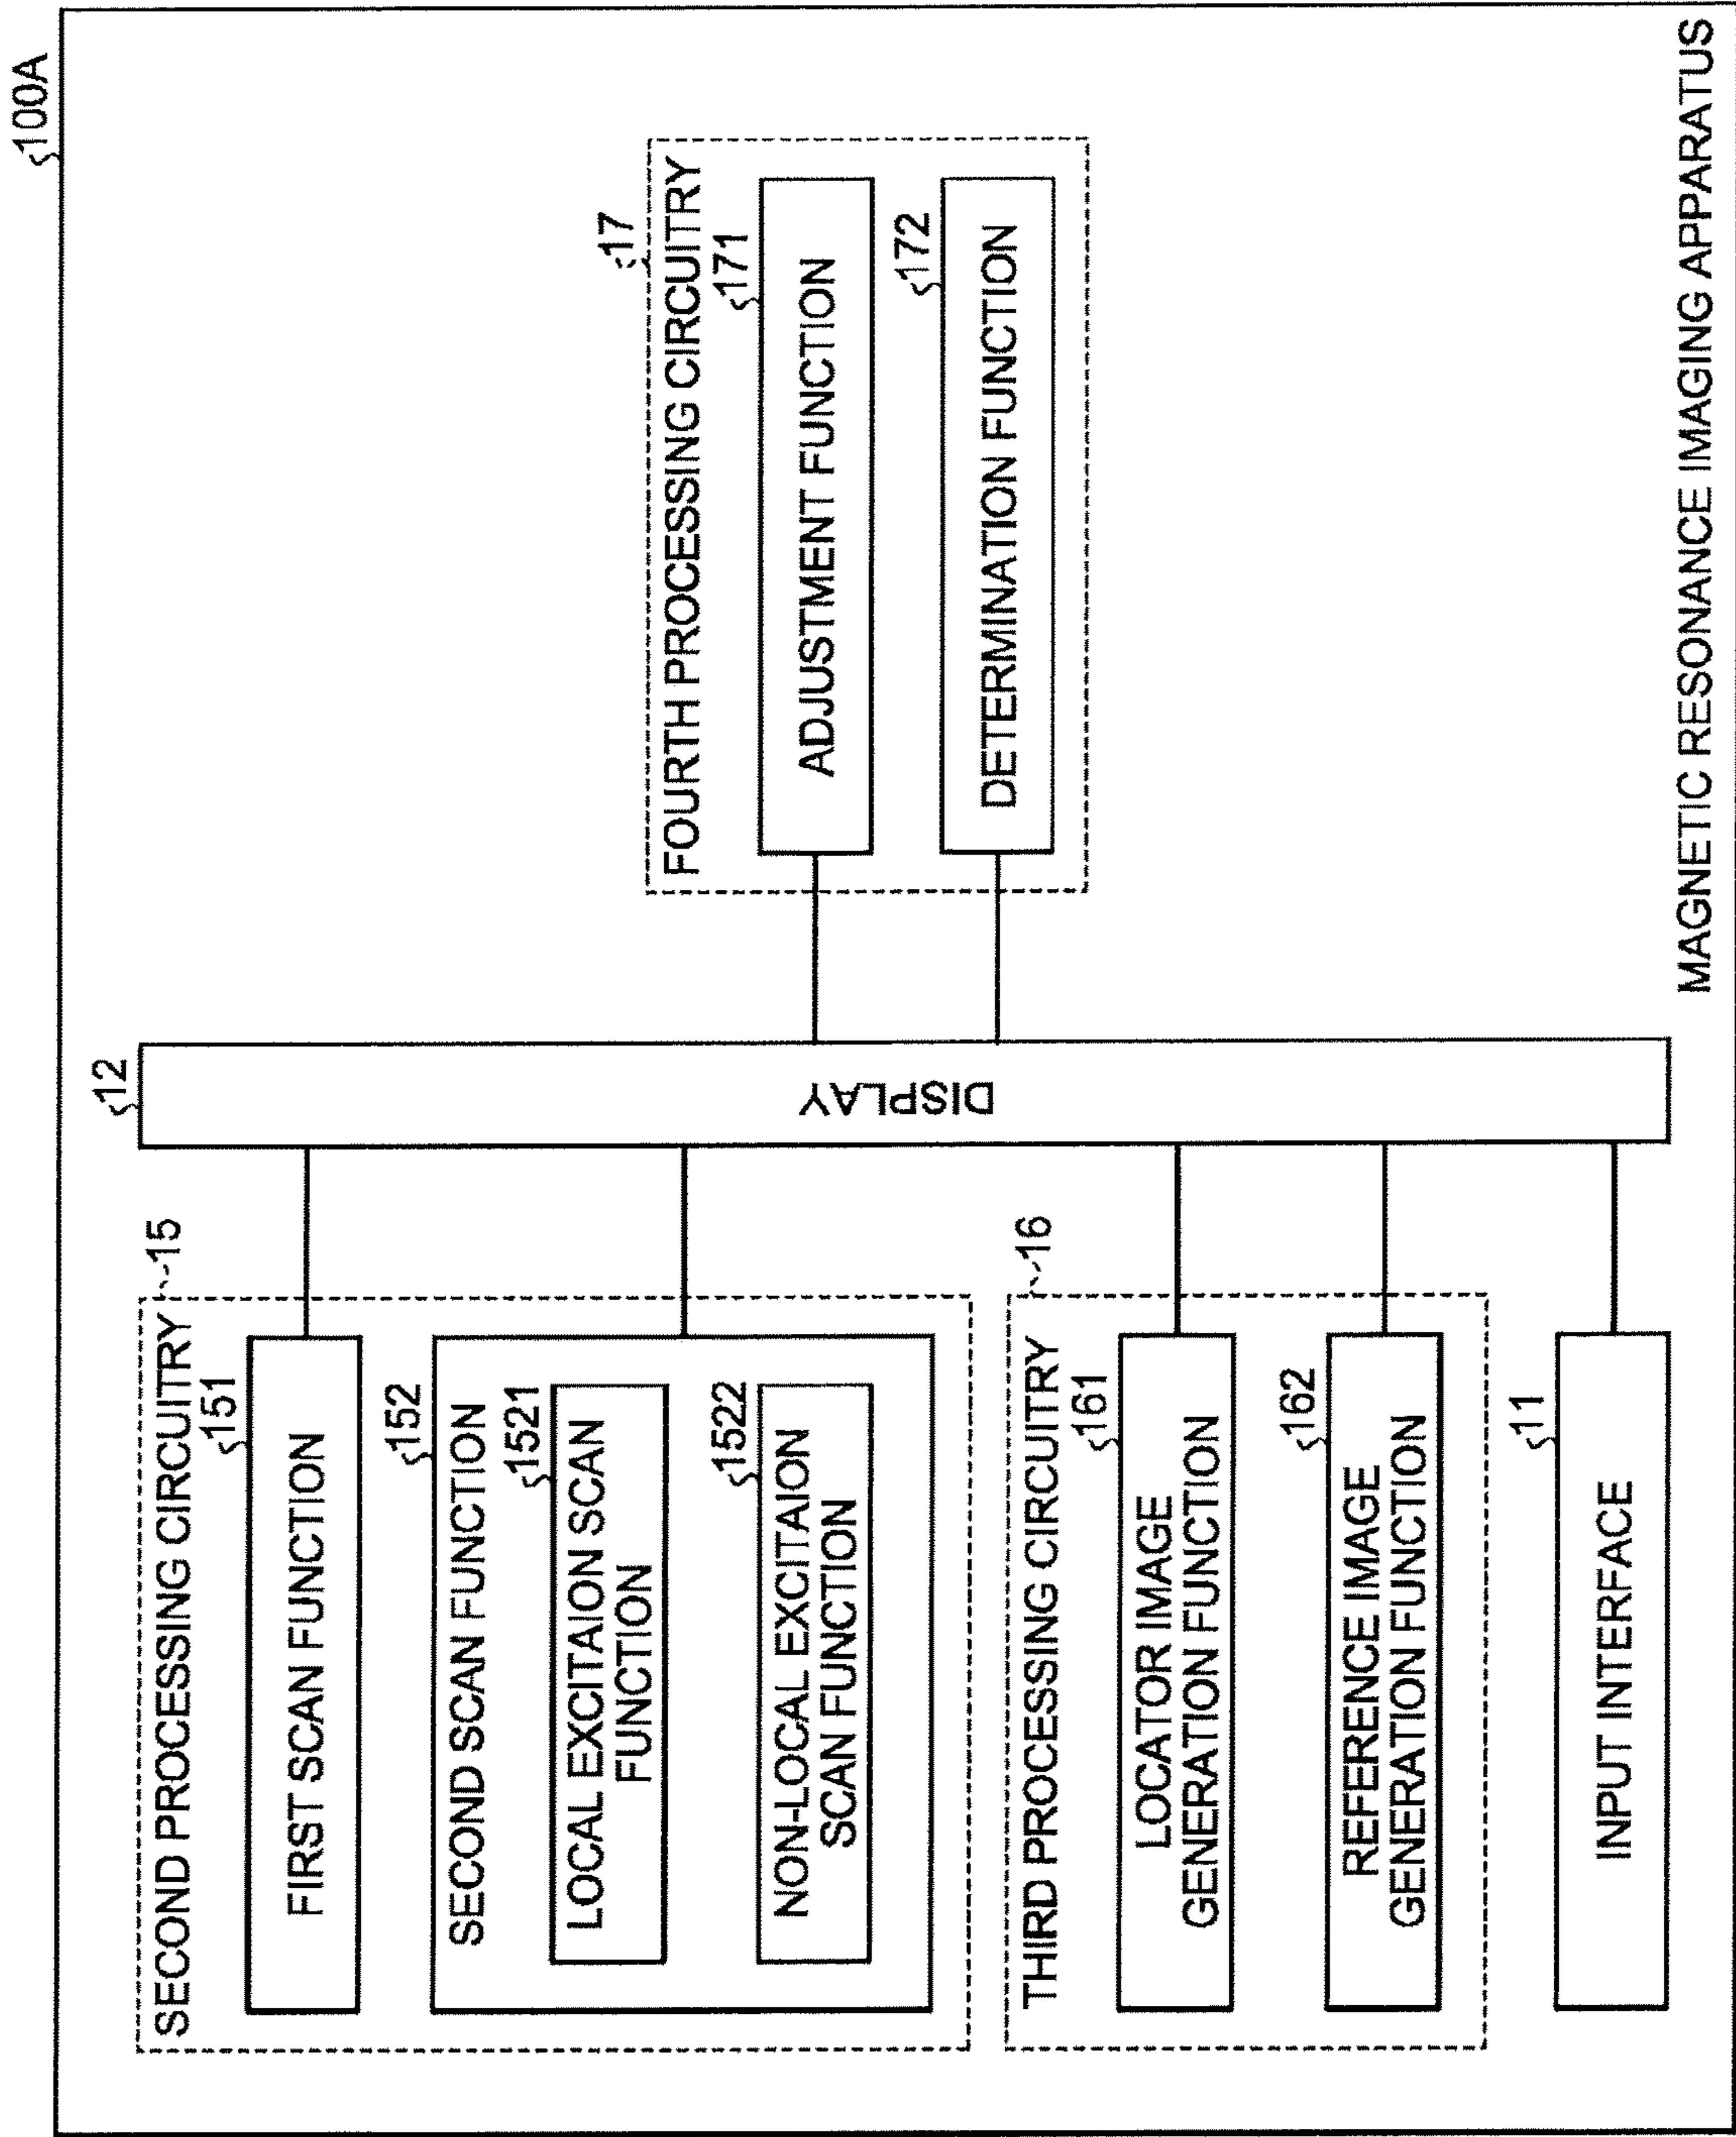 100A
SECOND PROCESSING CIRCUITRY
15
151
FIRST SCAN FUNCTION
152
SECOND SCAN FUNCTION
1521
LOCAL EXCITAION SCAN
FUNCTION
1522
NON-LOCAL EXCITAION
SCAN FUNCTION
THIRD PROCESSING CIRCUITRY
16
161
LOCATOR IMAGE
GENERATION FUNCTION
162
REFERENCE IMAGE
GENERATION FUNCTION
11
INPUT INTERFACE
12
DISPLAY
17
FOURTH PROCESSING CIRCUITRY
171
ADJUSTMENT FUNCTION
172
DETERMINATION FUNCTION
MAGNETIC RESONANCE IMAGING APPARATUS